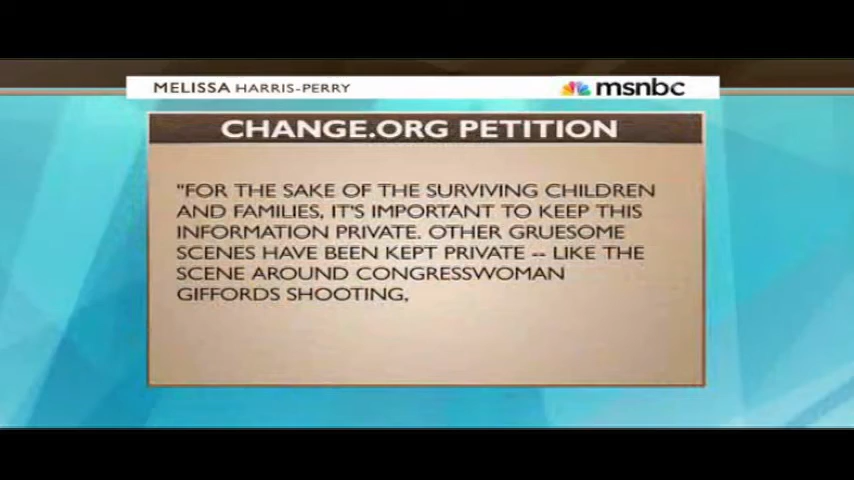 MELISSA HARRIS-PERRY
msnbc
CHANGE.ORG PETITION
"FOR THE SAKE OF THE SURVIVING CHILDREN
AND FAMILIES, IT'S IMPORTANT TO KEEP THIS
INFORMATION PRIVATE. OTHER GRUESOME
SCENES HAVE BEEN KEPT PRIVATE -- LIKE THE
SCENE AROUND CONGRESSWOMAN
GIFFORDS SHOOTING,